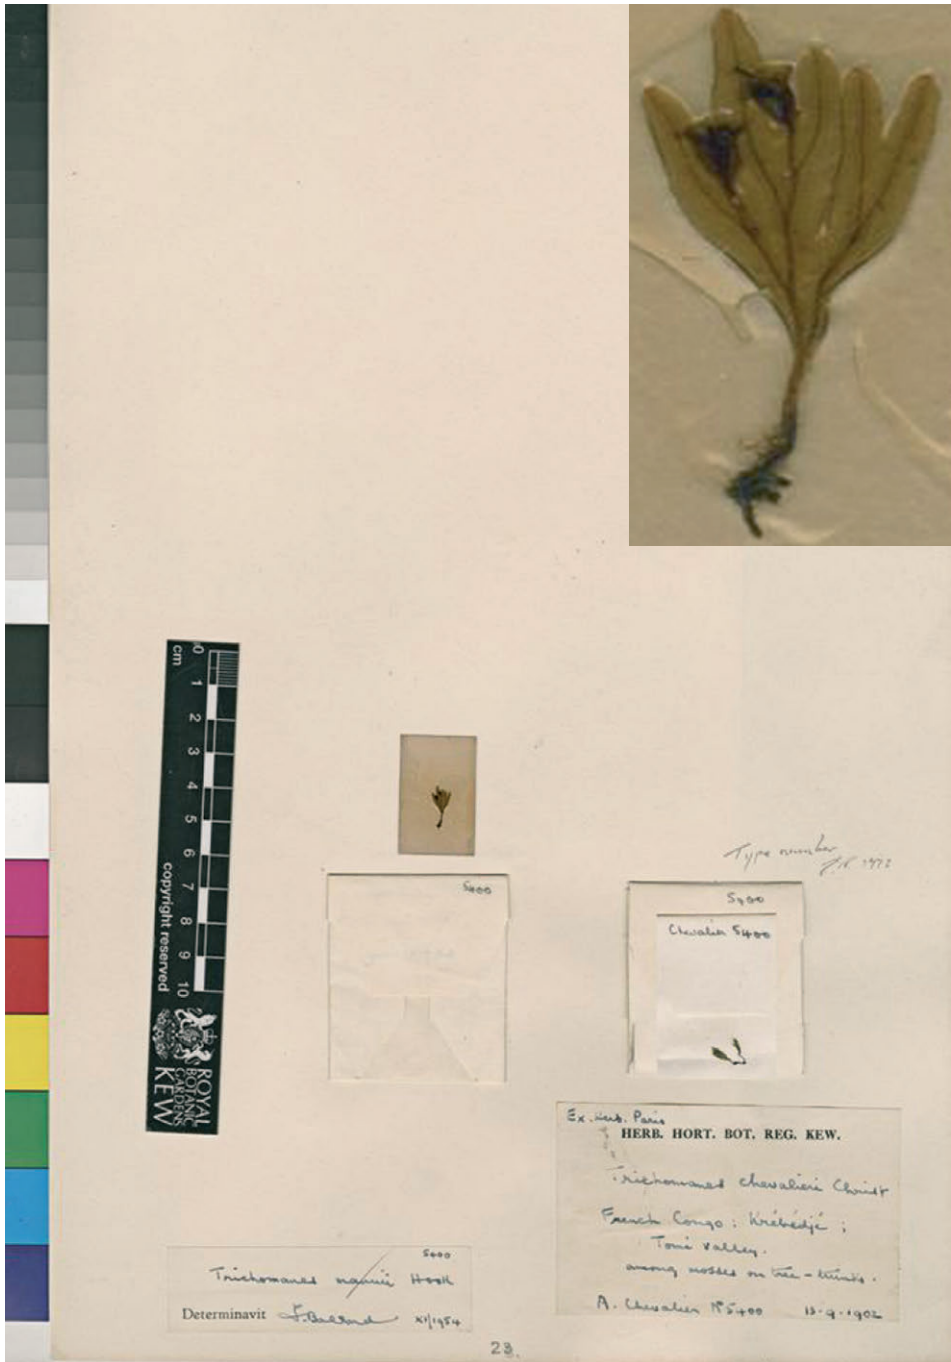 0
cm
1
2
3
4
5
6
7
8
9
10
copyright reserved
ROYAL
BOTANIC
GARDENS
KEW
Type number
1972
5400
5400
Chevalier 5400
Ex. Herb. Paris
HERB. HORT. BOT. REG. KEW.
Trichomanes chevalieri Christ
French Congo: Krébédjé;
Tomi Valley.
among mosses on tree-trunks.
A. Chevalier No 5400 13-9-1902
5400
Trichomanes mannii Hook
Determinavit F. Ballard XI/1954
23.